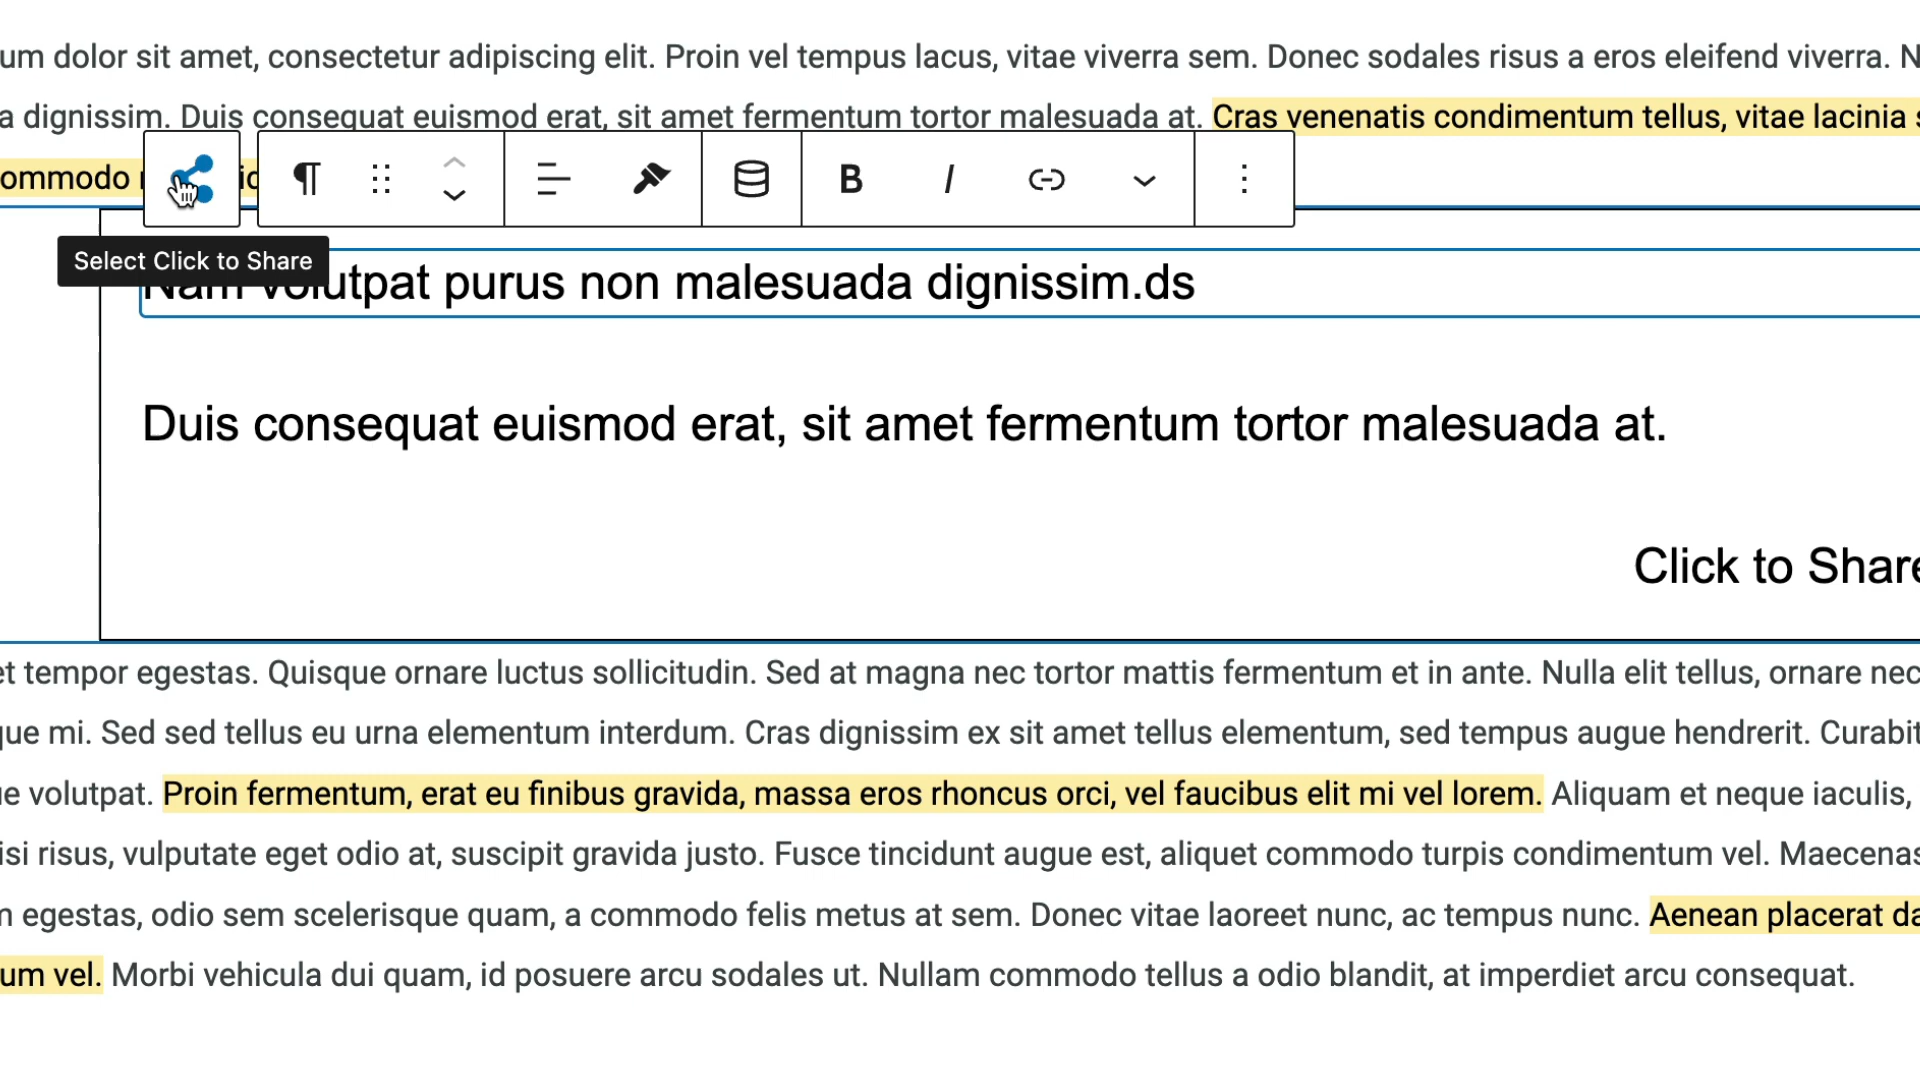 um dolor sit amet, consectetur adipiscing elit. Proin vel tempus lacus, vitae viverra sem. Donec sodales risus a eros eleifend viverra. N
a dignissim. Duis consequat euismod erat, sit amet fermentum tortor malesuada at. Cras venenatis condimentum tellus, vitae lacinia s
ommodo
B I
Select Click to Share
Nam volutpat purus non malesuada dignissim.ds
Duis consequat euismod erat, sit amet fermentum tortor malesuada at.
Click to Share
et tempor egestas. Quisque ornare luctus sollicitudin. Sed at magna nec tortor mattis fermentum et in ante. Nulla elit tellus, ornare nec
que mi. Sed sed tellus eu urna elementum interdum. Cras dignissim ex sit amet tellus elementum, sed tempus augue hendrerit. Curabit
e volutpat. Proin fermentum, erat eu finibus gravida, massa eros rhoncus orci, vel faucibus elit mi vel lorem. Aliquam et neque iaculis,
isi risus, vulputate eget odio at, suscipit gravida justo. Fusce tincidunt augue est, aliquet commodo turpis condimentum vel. Maecenas
egestas, odio sem scelerisque quam, a commodo felis metus at sem. Donec vitae laoreet nunc, ac tempus nunc. Aenean placerat da
um vel. Morbi vehicula dui quam, id posuere arcu sodales ut. Nullam commodo tellus a odio blandit, at imperdiet arcu consequat.